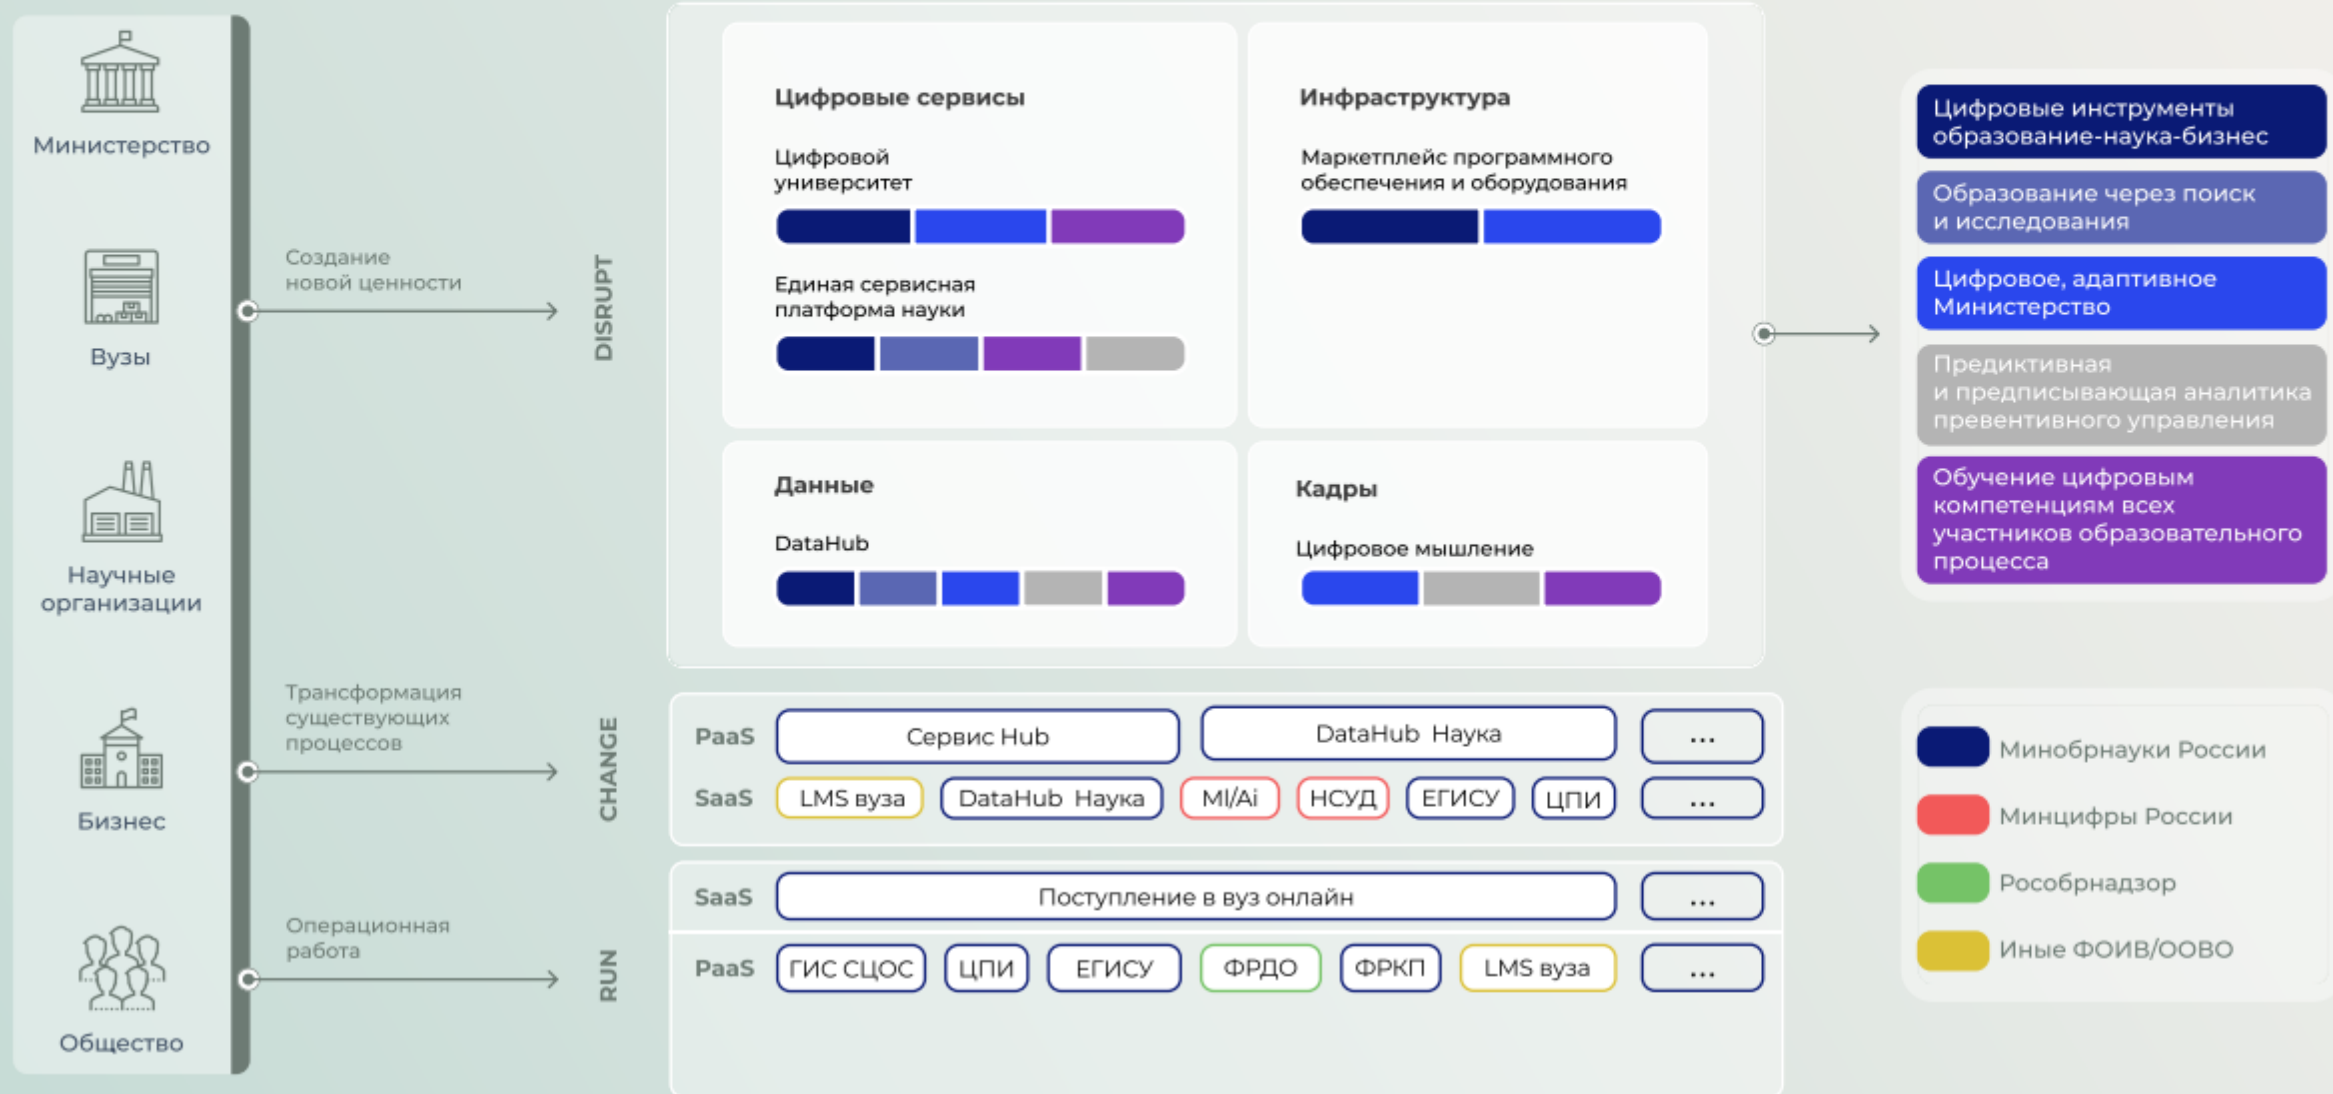 Министерство
Вузы
Научные
организации
Бизнес
Общество
Создание
новой ценности
DISRUPT
Трансформация
существующих
процессов
CHANGE
Операционная
работа
RUN
Цифровые сервисы
Цифровой
университет
Единая сервисная
платформа науки
Инфраструктура
Маркетплейс программного
обеспечения и оборудования
Данные
DataHub
Кадры
Цифровое мышление
PaaS
Сервис Hub
DataHub Наука
...
SaaS
LMS вуза
DataHub Наука
Ml/Ai
НСУД
ЕГИСУ
ЦПИ
...
SaaS
Поступление в вуз онлайн
...
PaaS
ГИС СЦОС
ЦПИ
ЕГИСУ
ФРДО
ФРКП
LMS вуза
...
Цифровые инструменты
образование-наука-бизнес
Образование через поиск
и исследования
Цифровое, адаптивное
Министерство
Предиктивная
и предписывающая аналитика
превентивного управления
Обучение цифровым
компетенциям всех
участников образовательного
процесса
Минобрнауки России
Минцифры России
Рособрнадзор
Иные ФОИВ/ООВО